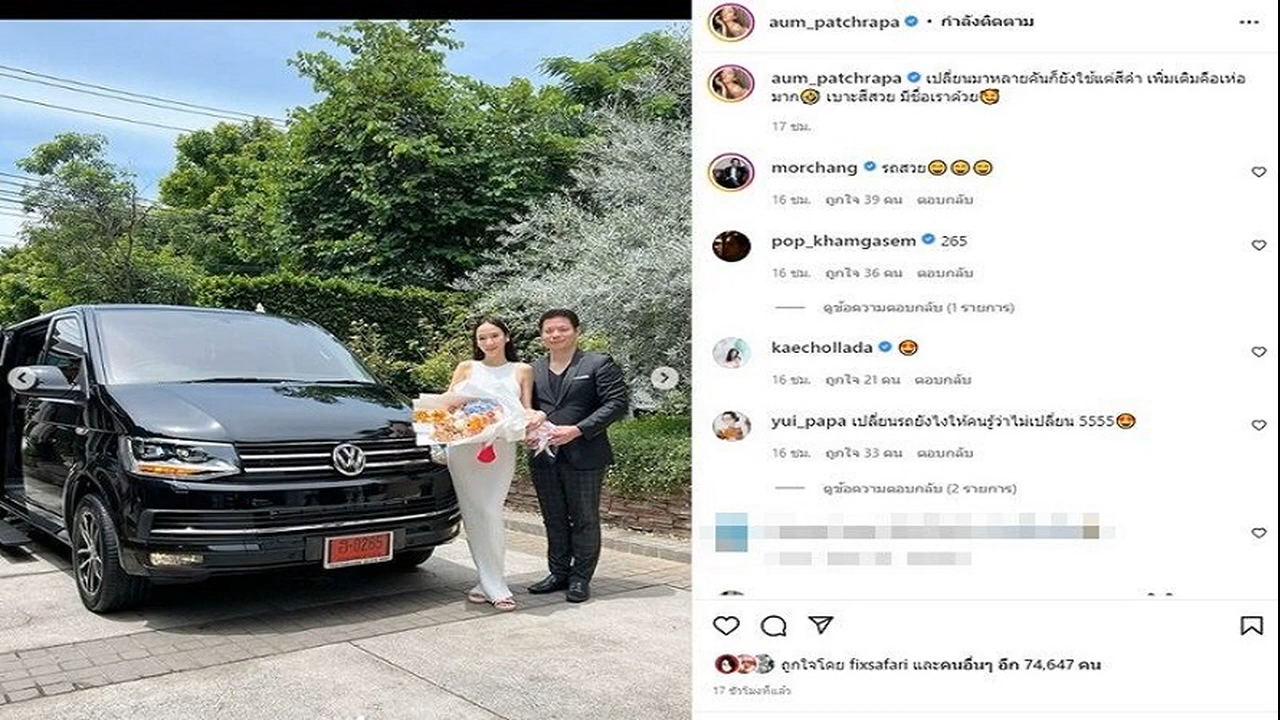 aum_patchrapa • กำลังติดตาม
aum_patchrapa เปลี่ยนมาหลายคันก็ยังใช้แค่สีดำ เพิ่มเติมคือเห่อ
มาก🤣 เบาะสีสวย มีชื่อเราด้วย🥰
17 ชม.
morchang รถสวย😄😄😄
16 ชม. ถูกใจ 39 คน ตอบกลับ
pop_khamgasem 265
16 ชม. ถูกใจ 36 คน ตอบกลับ
ดูข้อความตอบกลับ (1 รายการ)
kaechollada 🤩
16 ชม. ถูกใจ 21 คน ตอบกลับ
yui_papa เปลี่ยนรถยังไงให้คนรู้ว่าไม่เปลี่ยน 5555🤩
16 ชม. ถูกใจ 33 คน ตอบกลับ
ดูข้อความตอบกลับ (2 รายการ)
ถูกใจโดย fixsafari และคนอื่นๆ อีก 74,647 คน
17 ชั่วโมงที่แล้ว
-0265